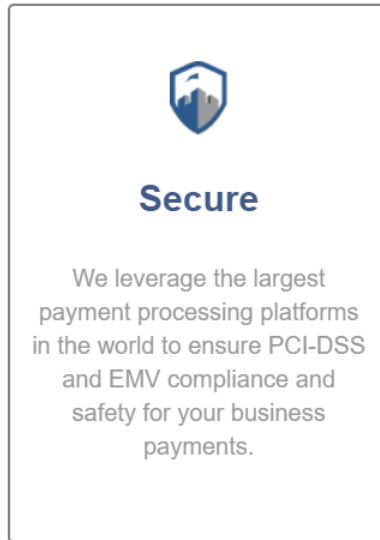 Secure
We leverage the largest
payment processing platforms
in the world to ensure PCI-DSS
and EMV compliance and
safety for your business
payments.